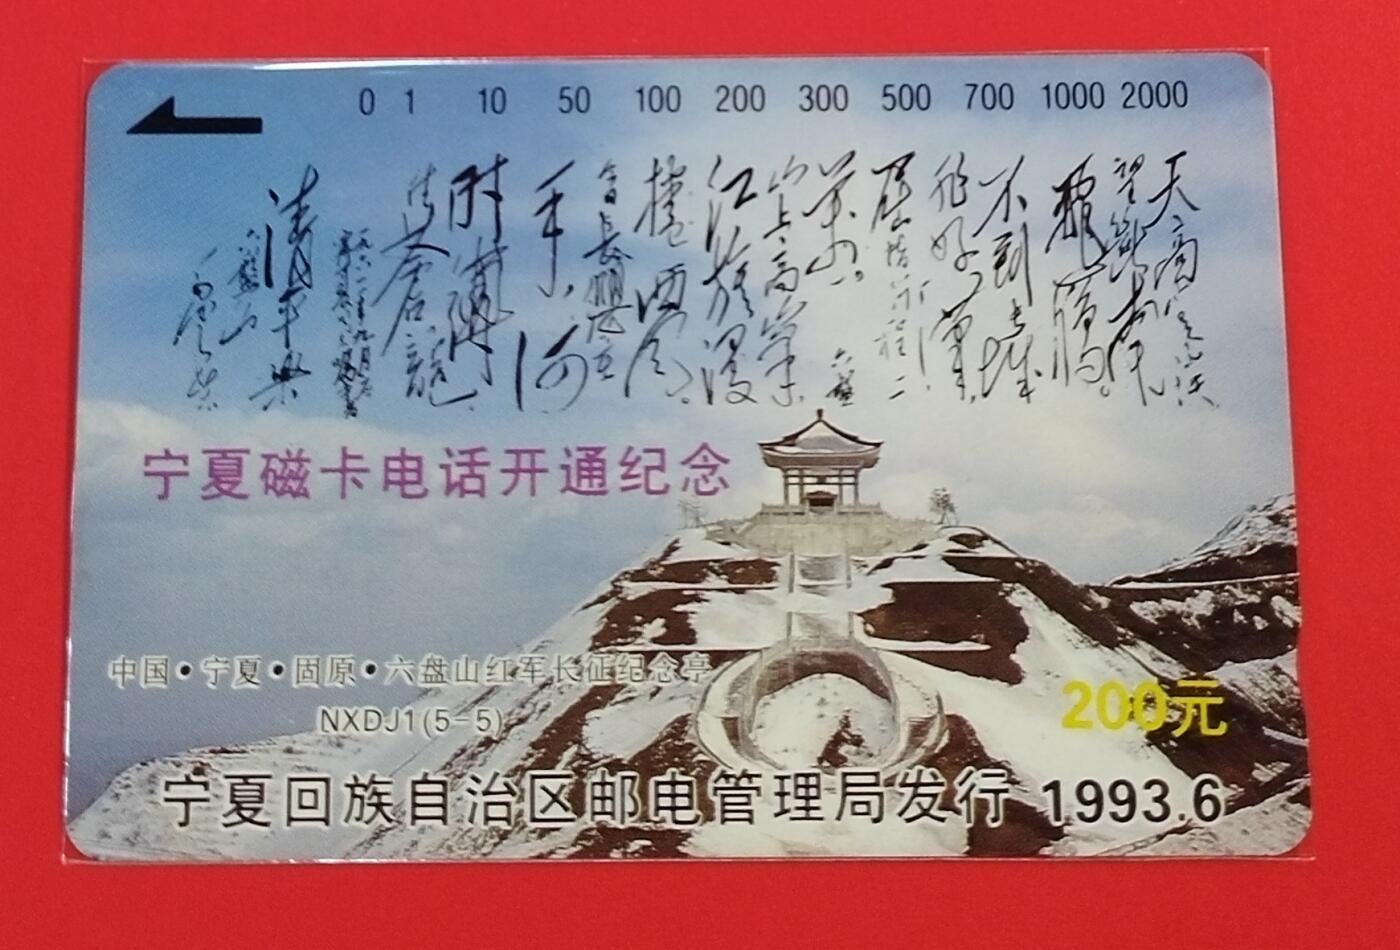 0 1 10 50 100 200 300 500 700 1000 2000
天高云淡
望断南飞
不到长城
非好汉
屈指行程二
万 六盘
山上高峰
红旗漫
捲西风
今日長缨在
手 何
时缚住
苍龙
清平乐
六盘山
宁夏磁卡电话开通纪念
中国•宁夏•固原•六盘山红军长征纪念亭
NXDJ1(5-5)
200元
宁夏回族自治区邮电管理局发行 1993.6